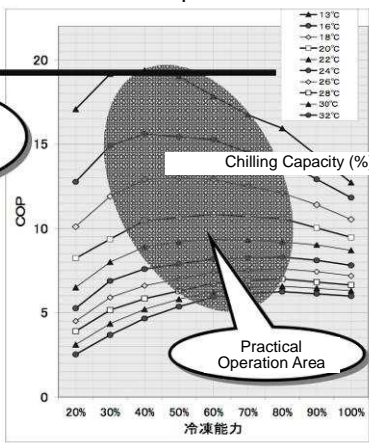 13℃
16℃
18℃
20℃
22℃
24℃
26℃
28℃
30℃
32℃
20
15
10
5
0
COP
Chilling Capacity (%)
Practical
Operation Area
20% 30% 40% 50% 60% 70% 80% 90% 100%
冷凍能力